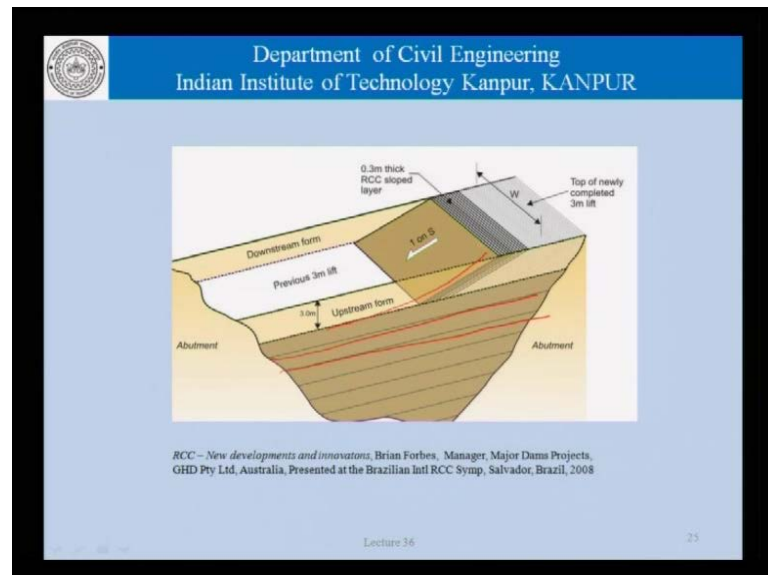 Department of Civil Engineering
Indian Institute of Technology Kanpur, KANPUR
0.3m thick
RCC sloped
layer
W
Top of newly
completed
3m lift
Downstream form
1 on S
Previous 3m lift
3.0m
Upstream form
Abutment
Abutment
RCC – New developments and innovatons, Brian Forbes, Manager, Major Dams Projects,
GHD Pty Ltd, Australia, Presented at the Brazilian Intl RCC Symp, Salvador, Brazil, 2008
Lecture 36
25